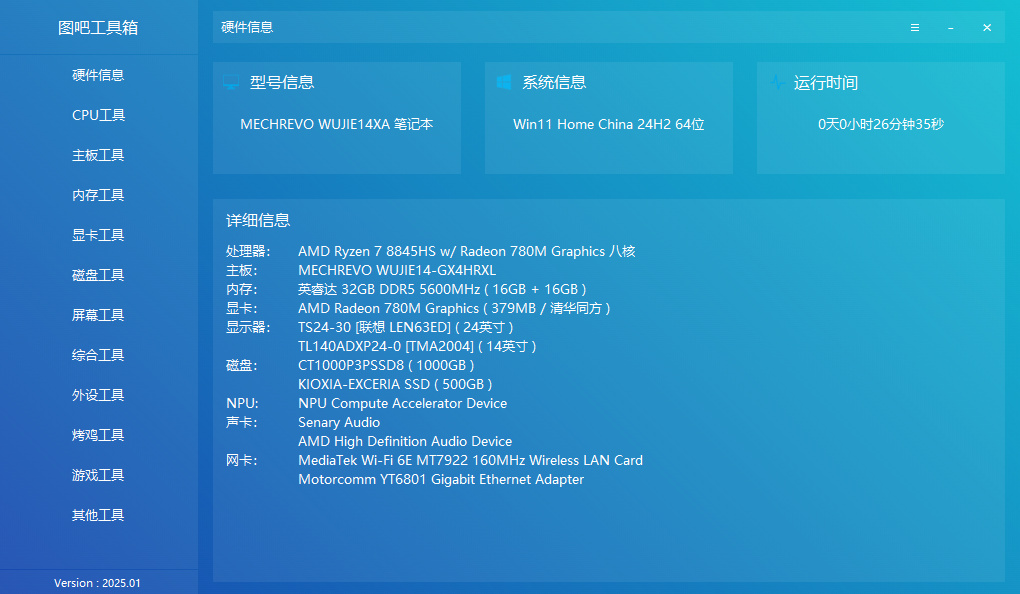 图吧工具箱
硬件信息
CPU工具
主板工具
内存工具
显卡工具
磁盘工具
屏幕工具
综合工具
外设工具
烤鸡工具
游戏工具
其他工具
Version : 2025.01
硬件信息
型号信息
MECHREVO WUJIE14XA 笔记本
系统信息
Win11 Home China 24H2 64位
运行时间
0天0小时26分钟35秒
详细信息
处理器: AMD Ryzen 7 8845HS w/ Radeon 780M Graphics 八核
主板: MECHREVO WUJIE14-GX4HRXL
内存: 英睿达 32GB DDR5 5600MHz ( 16GB + 16GB )
显卡: AMD Radeon 780M Graphics ( 379MB / 清华同方 )
显示器: TS24-30 [联想 LEN63ED] ( 24英寸 )
TL140ADXP24-0 [TMA2004] ( 14英寸 )
磁盘: CT1000P3PSSD8 ( 1000GB )
KIOXIA-EXCERIA SSD ( 500GB )
NPU: NPU Compute Accelerator Device
声卡: Senary Audio
AMD High Definition Audio Device
网卡: MediaTek Wi-Fi 6E MT7922 160MHz Wireless LAN Card
Motorcomm YT6801 Gigabit Ethernet Adapter